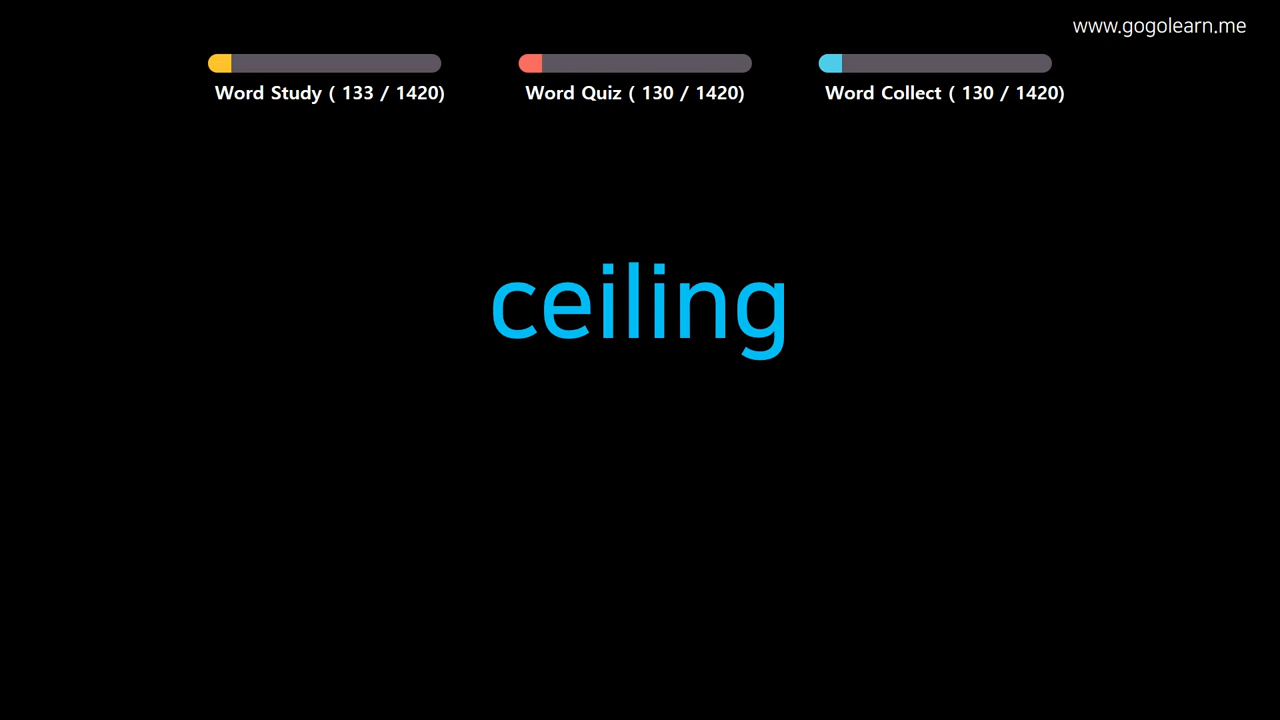 www.gogolearn.me
Word Study ( 133 / 1420)
Word Quiz ( 130 / 1420)
Word Collect ( 130 / 1420)
ceiling